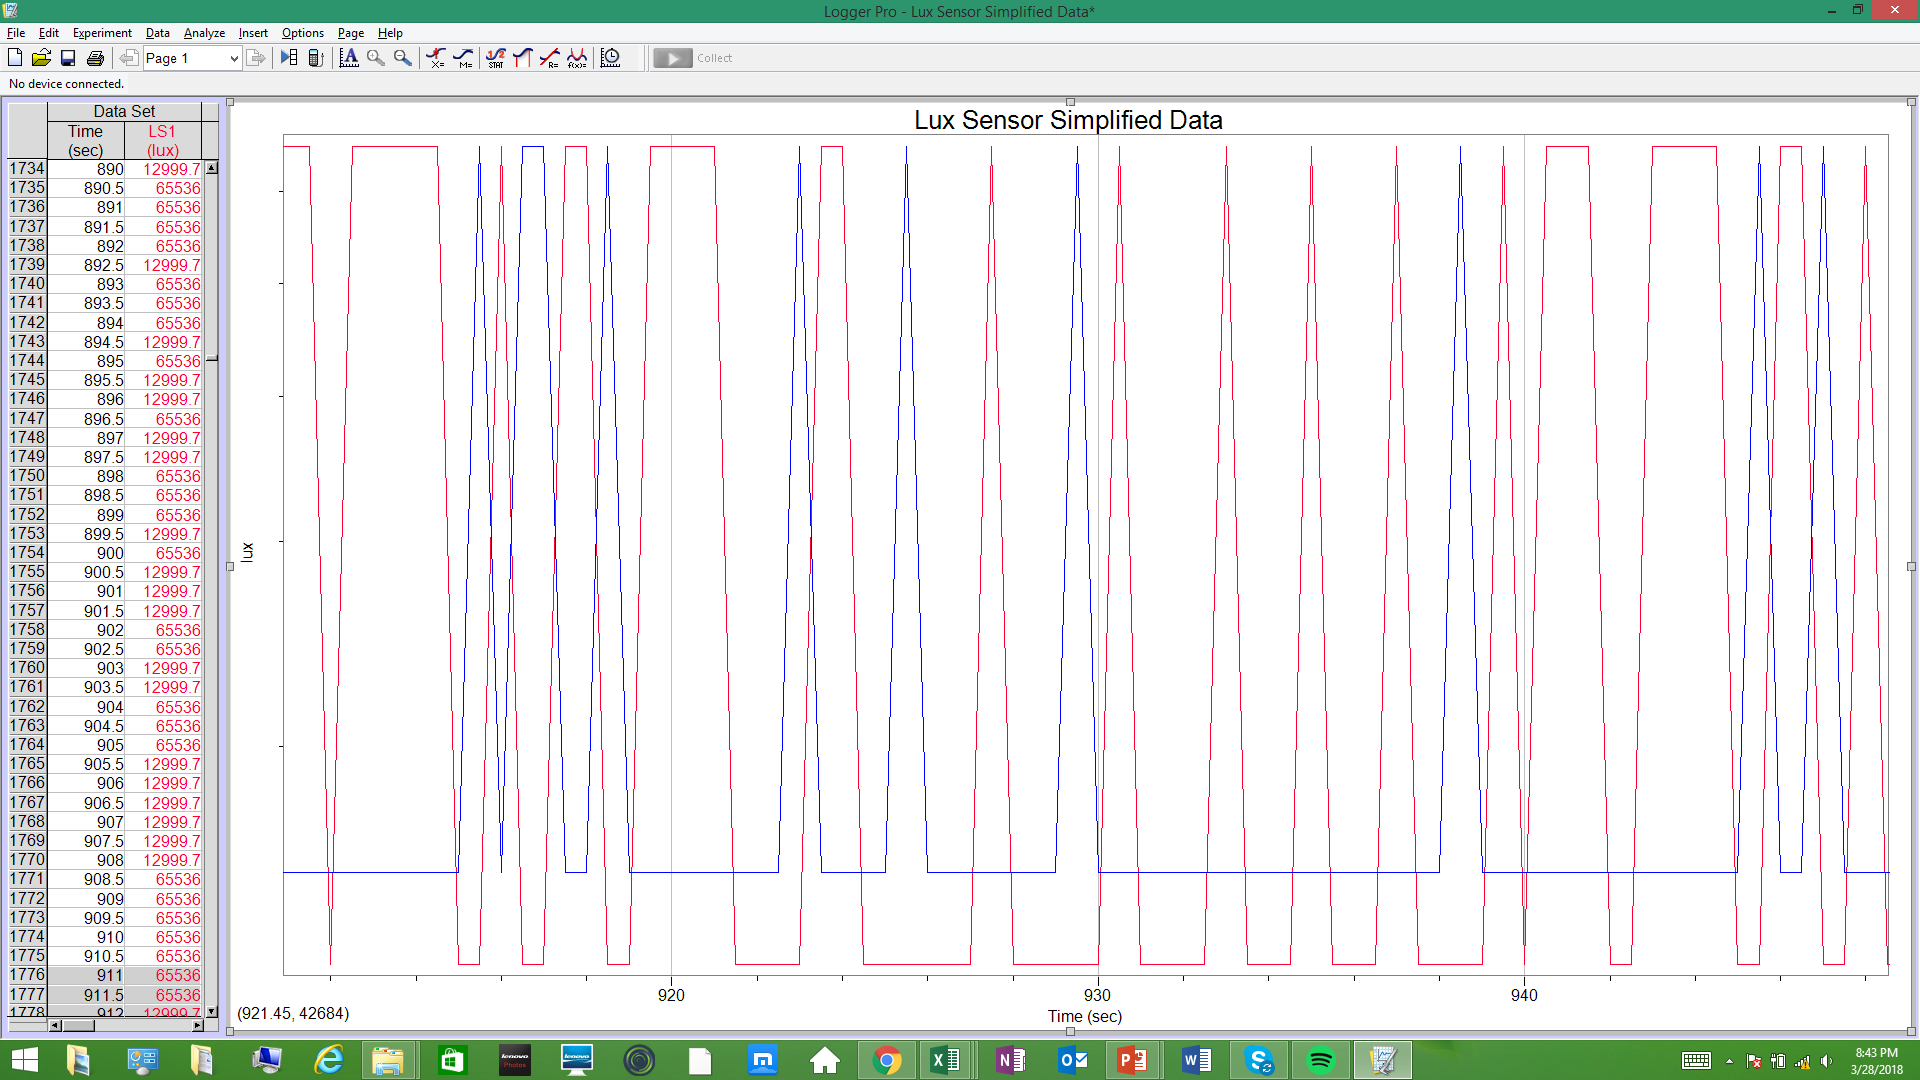 Logger Pro - Lux Sensor Simplified Data*
File Edit Experiment Data Analyze Insert Options Page Help
Page 1
Collect
No device connected.
Data Set
Time LS1
(sec) (lux)
1734 890 12999.7
1735 890.5 65536
1736 891 65536
1737 891.5 65536
1738 892 65536
1739 892.5 12999.7
1740 893 65536
1741 893.5 65536
1742 894 65536
1743 894.5 12999.7
1744 895 65536
1745 895.5 12999.7
1746 896 12999.7
1747 896.5 65536
1748 897 12999.7
1749 897.5 12999.7
1750 898 65536
1751 898.5 65536
1752 899 65536
1753 899.5 12999.7
1754 900 65536
1755 900.5 12999.7
1756 901 12999.7
1757 901.5 12999.7
1758 902 65536
1759 902.5 65536
1760 903 12999.7
1761 903.5 12999.7
1762 904 65536
1763 904.5 65536
1764 905 65536
1765 905.5 12999.7
1766 906 12999.7
1767 906.5 12999.7
1768 907 12999.7
1769 907.5 12999.7
1770 908 12999.7
1771 908.5 65536
1772 909 65536
1773 909.5 65536
1774 910 65536
1775 910.5 65536
1776 911 65536
1777 911.5 65536
1778 912 12999.7
Lux Sensor Simplified Data
lux
920 930 940
Time (sec)
(921.45, 42684)
8:43 PM
3/28/2018